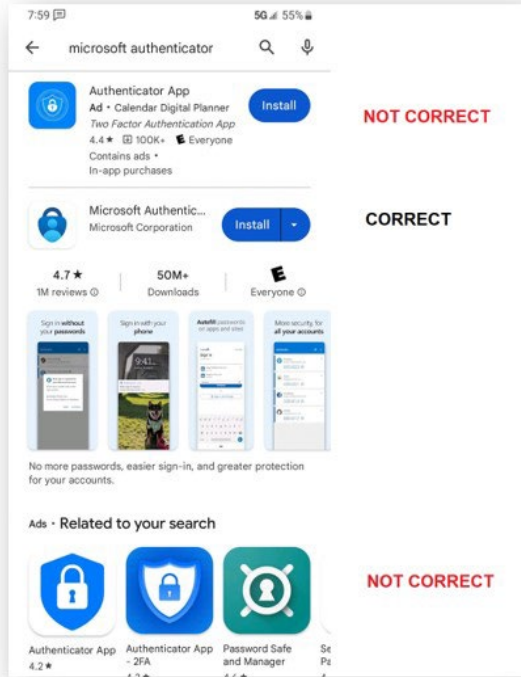 7:59 5G 55%
microsoft authenticator
Authenticator App
Ad • Calendar Digital Planner
Two Factor Authentication App
4.4★ 100K+ E Everyone
Contains ads •
In-app purchases
Install
NOT CORRECT
Microsoft Authentic...
Microsoft Corporation
Install
CORRECT
4.7★ 50M+ E
1M reviews Downloads Everyone
Sign in without
your passwords
Sign in with your
phone
9:41
Autofill passwords
on apps and sites
Sign in
More security, for
all your accounts
No more passwords, easier sign-in, and greater protection
for your accounts.
Ads • Related to your search
NOT CORRECT
Authenticator App
4.2★
Authenticator App
- 2FA
Password Safe
and Manager